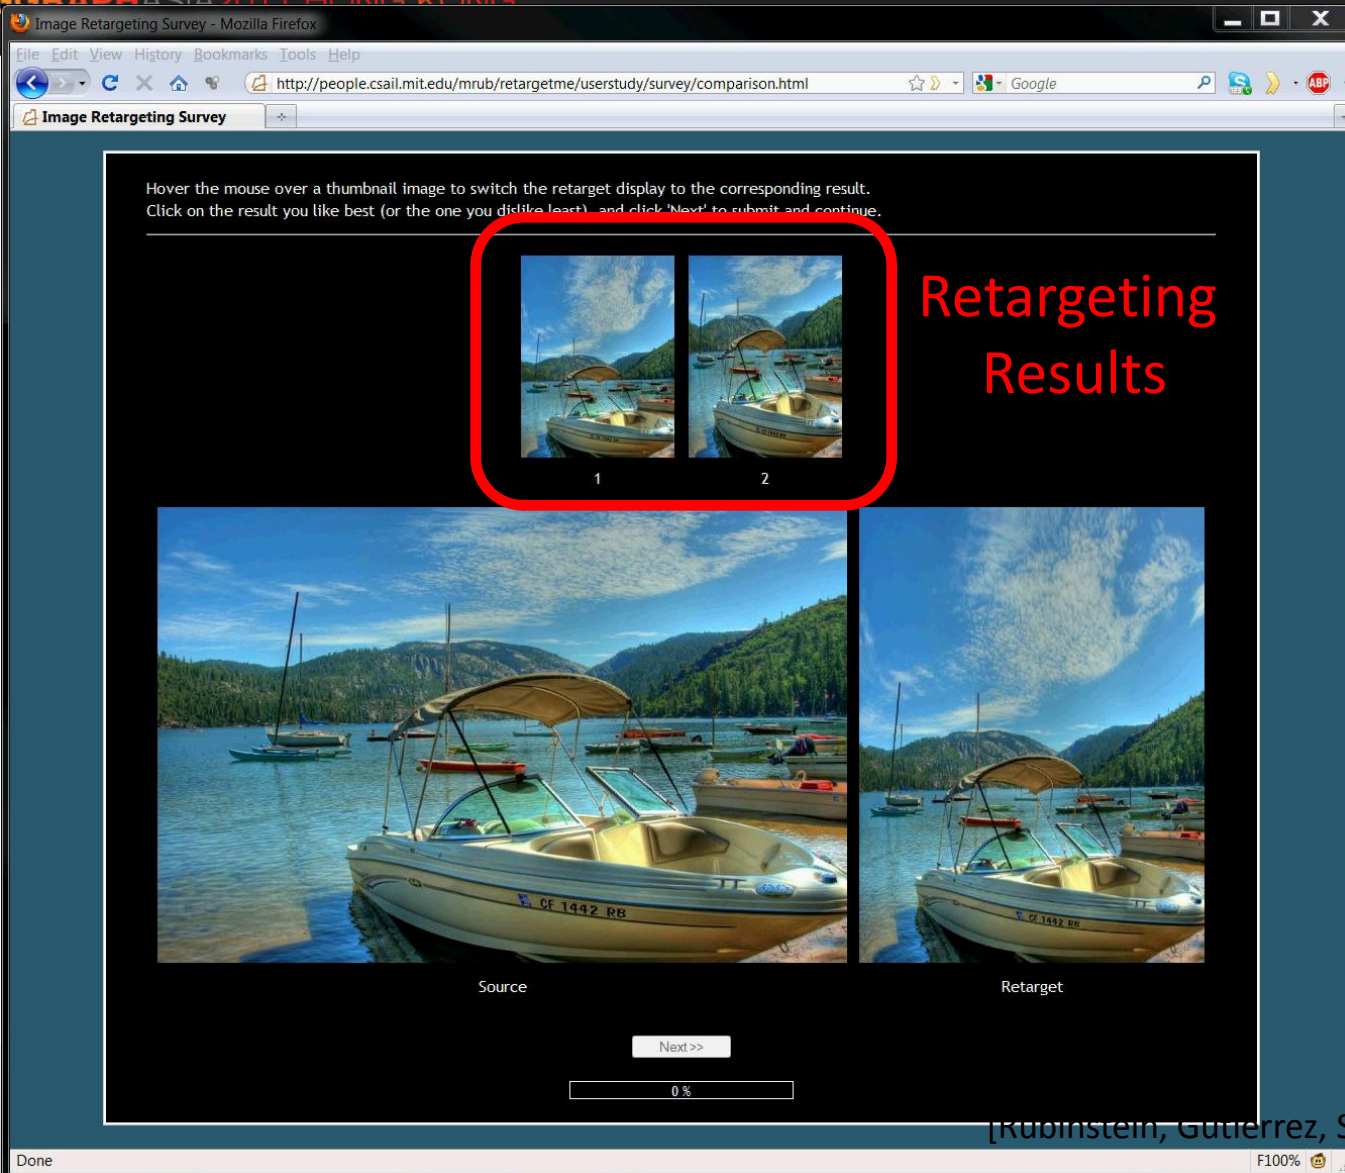 Image Retargeting Survey - Mozilla Firefox
File Edit View History Bookmarks Tools Help
http://people.csail.mit.edu/mrub/retargetme/userstudy/survey/comparison.html
Google
ABP
Image Retargeting Survey
Hover the mouse over a thumbnail image to switch the retarget display to the corresponding result.
Click on the result you like best (or the one you dislike least), and click 'Next' to submit and continue.
Retargeting
Results
1
2
CF 1442 RB
CF 1442 RB
Source
Retarget
Next >>
0 %
[Rubinstein, Gutierrez, S
Done
F100%